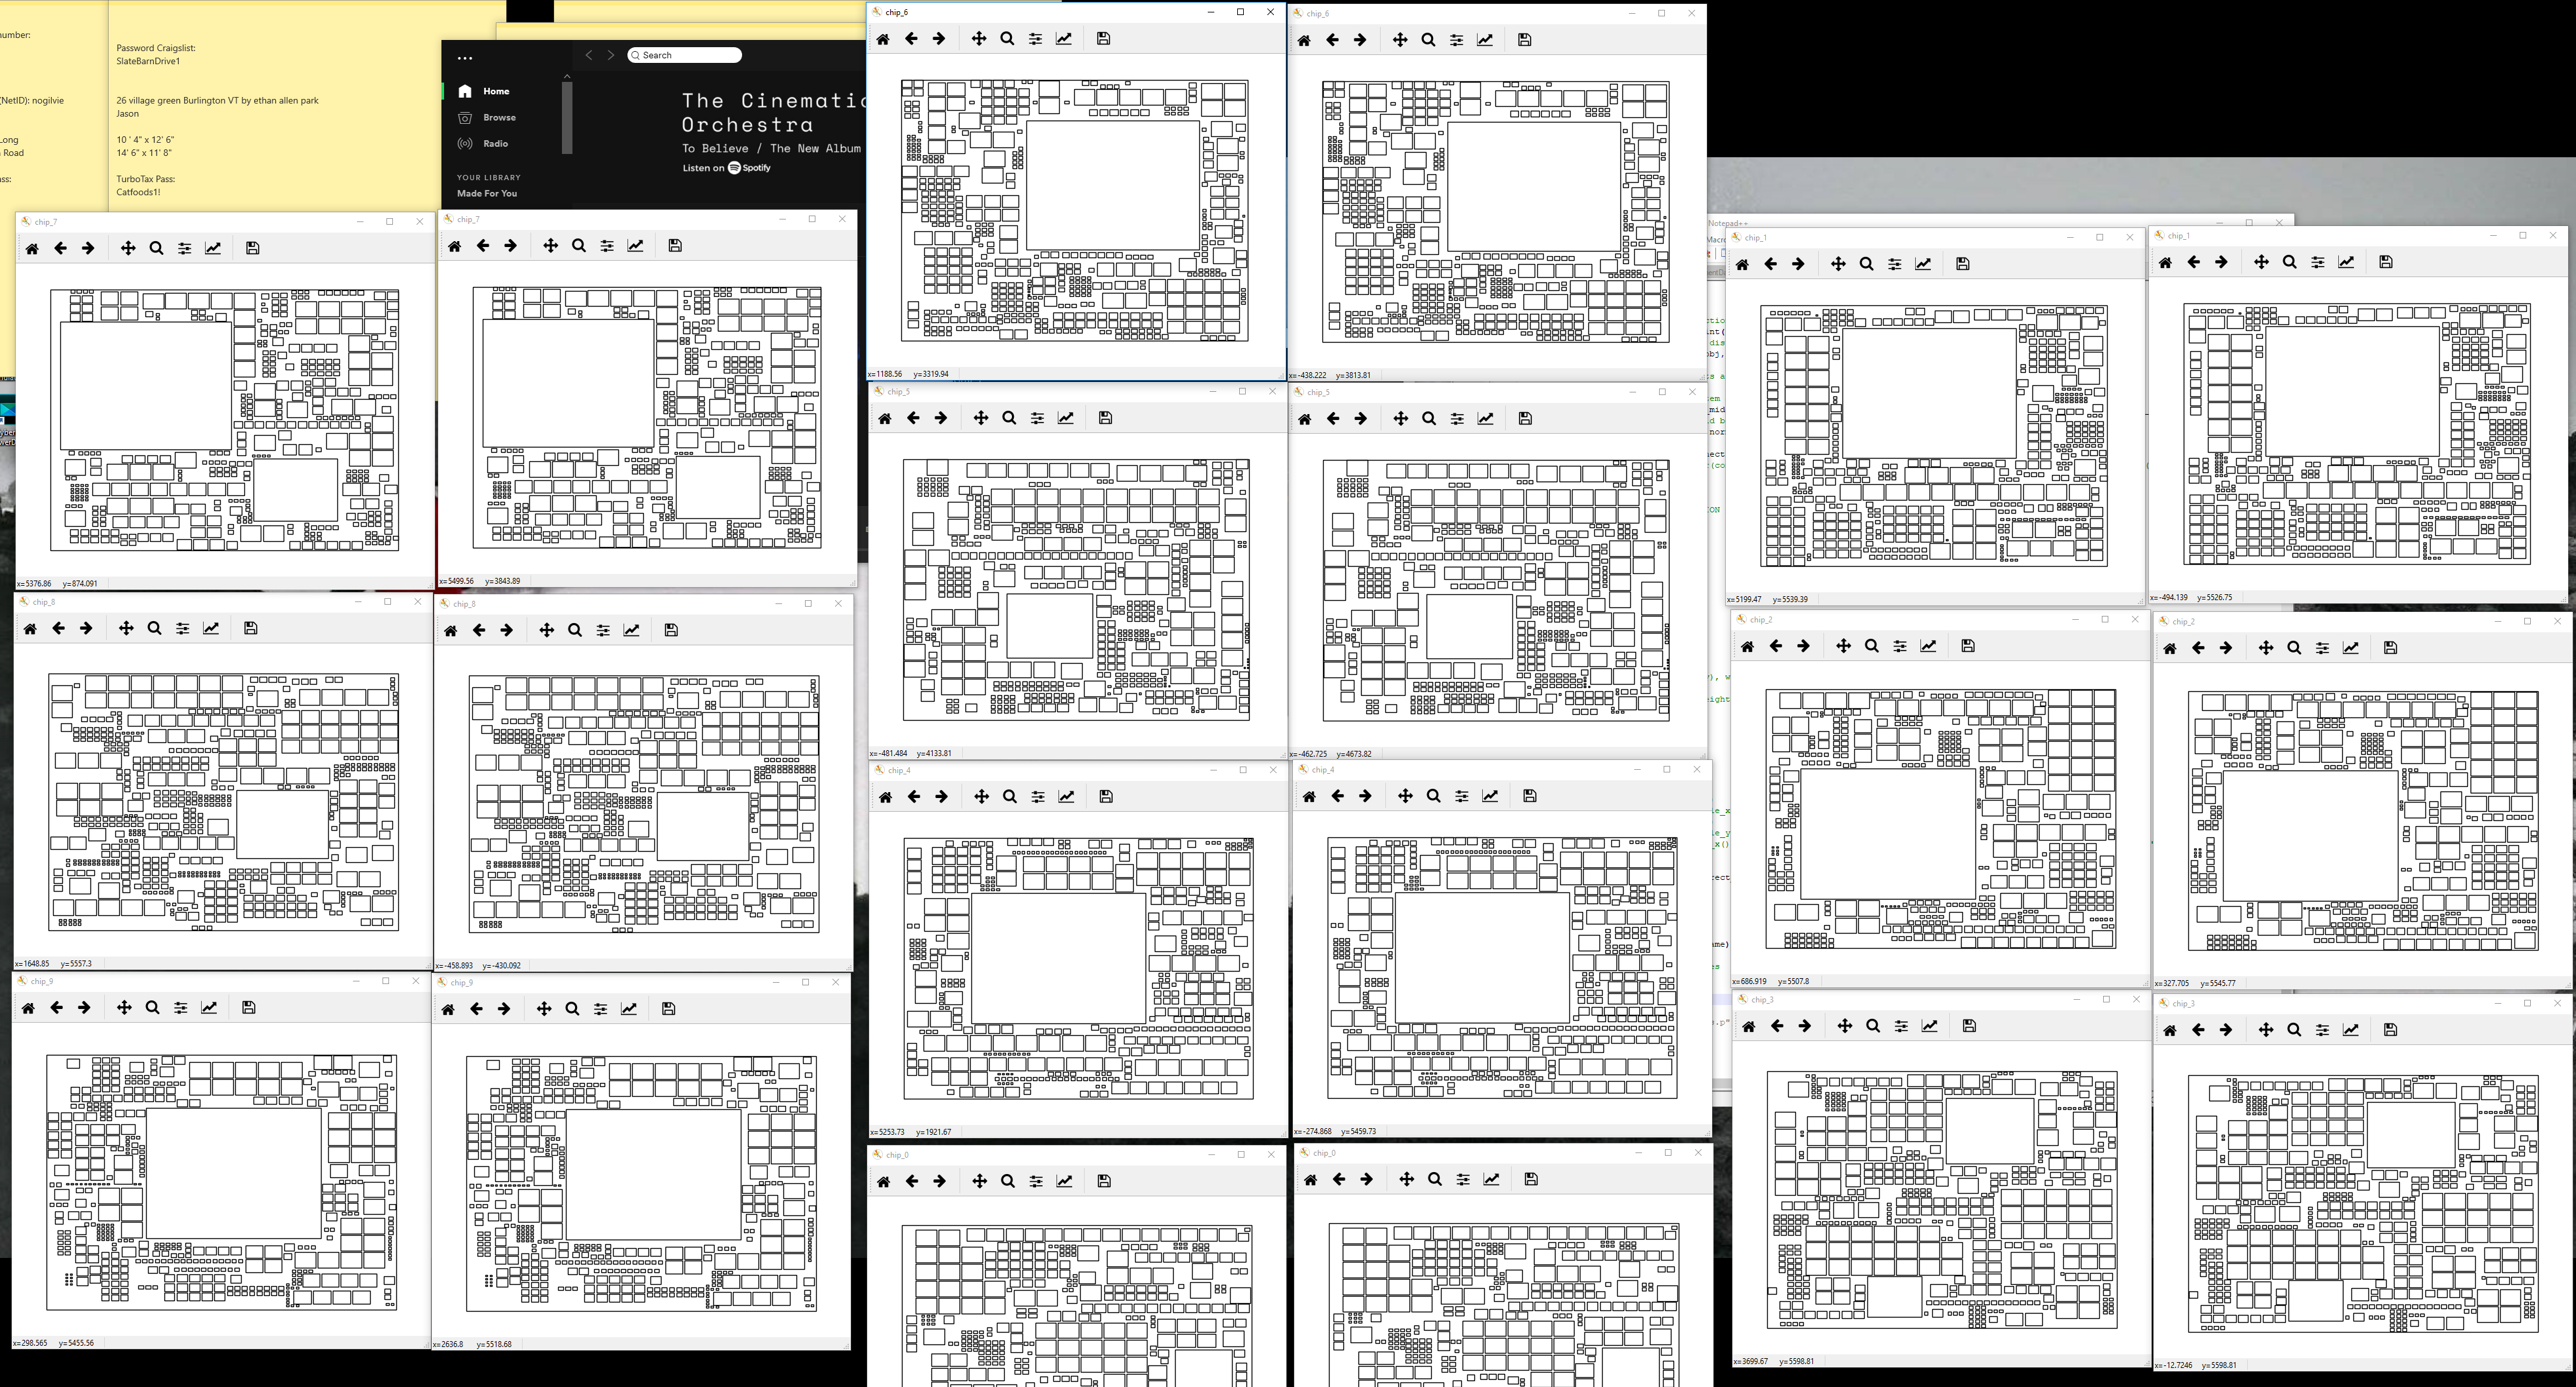 number:
(NetID): nogilvie
Long
Road
ass:
Password Craigslist:
SlateBarnDrive1
26 village green Burlington VT by ethan allen park
Jason
10 ' 4" x 12' 6"
14' 6" x 11' 8"
TurboTax Pass:
Catfoods1!
Search
Home
Browse
Radio
YOUR LIBRARY
Made For You
The Cinematic
Orchestra
To Believe / The New Album
Listen on Spotify
chip_6
x=1188.56 y=3319.94
chip_6
x=-438.222 y=3813.81
Notepad++
chip_7
x=5376.86 y=874.091
chip_7
x=5499.56 y=3843.89
chip_5
x=-481.484 y=4133.81
chip_5
x=-462.725 y=4673.82
chip_1
x=5199.47 y=5539.39
chip_1
x=-494.139 y=5526.75
chip_8
x=1648.85 y=5557.3
chip_8
x=-458.893 y=-430.092
chip_4
x=5253.73 y=1921.67
chip_4
x=-274.868 y=5459.73
chip_2
x=686.919 y=5507.8
chip_2
x=327.705 y=5545.77
chip_9
x=298.565 y=5455.56
chip_9
x=2636.8 y=5518.68
chip_0
chip_0
chip_3
x=3699.67 y=5598.81
chip_3
x=-12.7246 y=5598.81